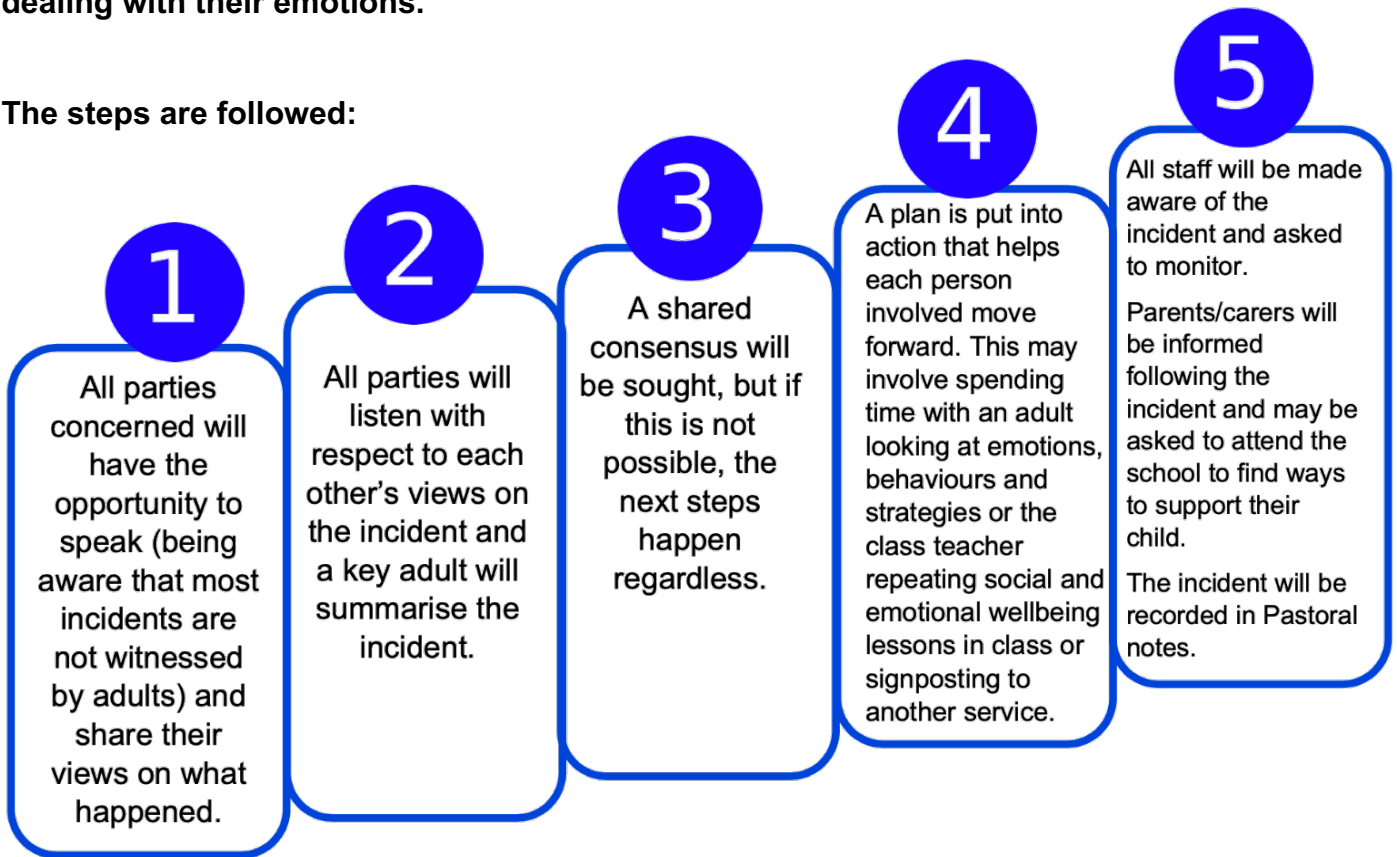 dealing with their emotions.
The steps are followed:
1
All parties
concerned will
have the
opportunity to
speak (being
aware that most
incidents are
not witnessed
by adults) and
share their
views on what
happened.
2
All parties will
listen with
respect to each
other’s views on
the incident and
a key adult will
summarise the
incident.
3
A shared
consensus will
be sought, but if
this is not
possible, the
next steps
happen
regardless.
4
A plan is put into
action that helps
each person
involved move
forward. This may
involve spending
time with an adult
looking at emotions,
behaviours and
strategies or the
class teacher
repeating social and
emotional wellbeing
lessons in class or
signposting to
another service.
5
All staff will be made
aware of the
incident and asked
to monitor.
Parents/carers will
be informed
following the
incident and may be
asked to attend the
school to find ways
to support their
child.
The incident will be
recorded in Pastoral
notes.